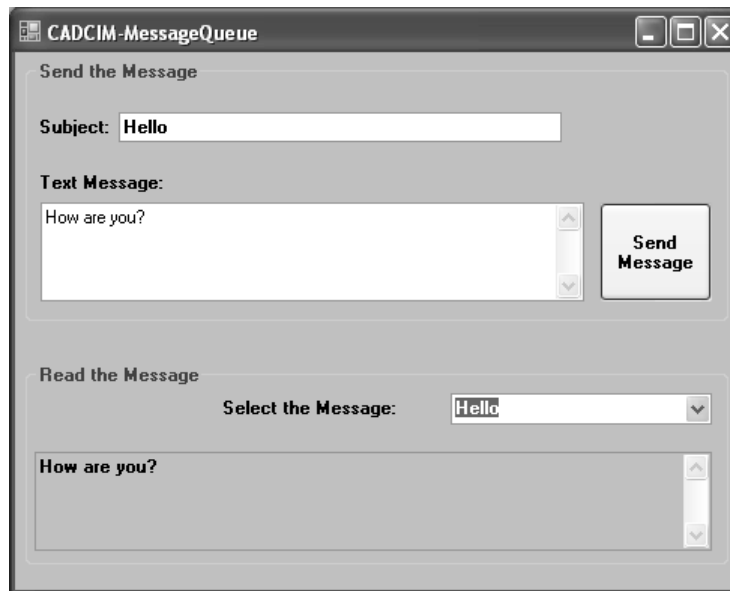 CADCIM-MessageQueue
Send the Message
Subject: Hello
Text Message:
How are you?
Send
Message
Read the Message
Select the Message: Hello
How are you?